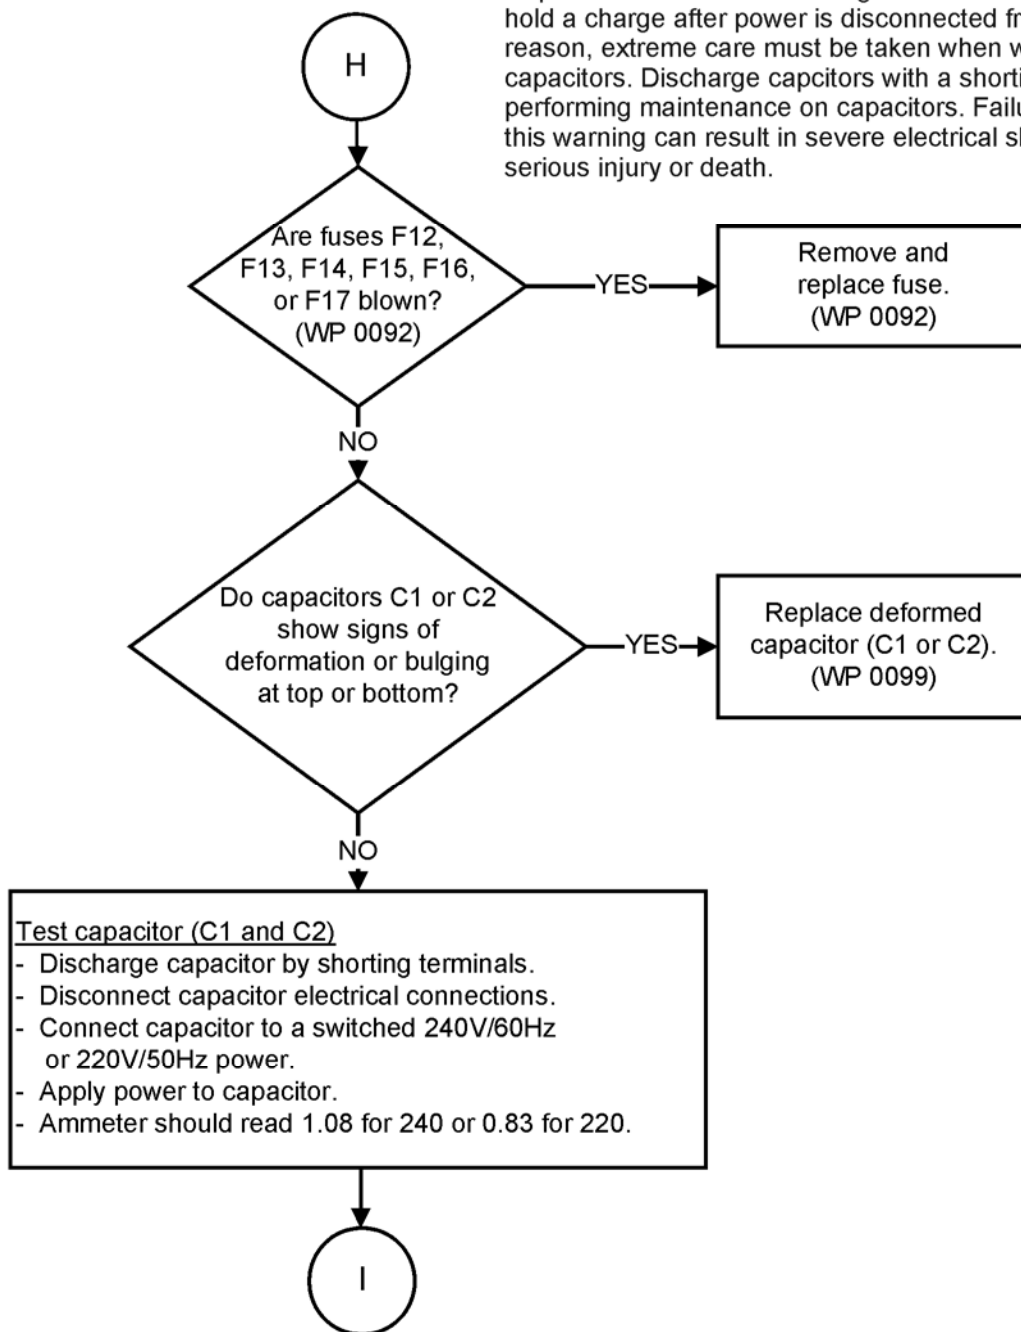 H
hold a charge after power is disconnected
reason, extreme care must be taken when
capacitors. Discharge capcitors with a
performing maintenance on capacitors.
this warning can result in severe electrical
serious injury or death.
Are fuses F12,
F13, F14, F15, F16,
or F17 blown?
(WP 0092)
YES
Remove and
replace fuse.
(WP 0092)
NO
Do capacitors C1 or C2
show signs of
deformation or bulging
at top or bottom?
YES
Replace deformed
capacitor (C1 or C2).
(WP 0099)
NO
Test capacitor (C1 and C2)
- Discharge capacitor by shorting terminals.
- Disconnect capacitor electrical connections.
- Connect capacitor to a switched 240V/60Hz
or 220V/50Hz power.
- Apply power to capacitor.
- Ammeter should read 1.08 for 240 or 0.83 for 220.
I